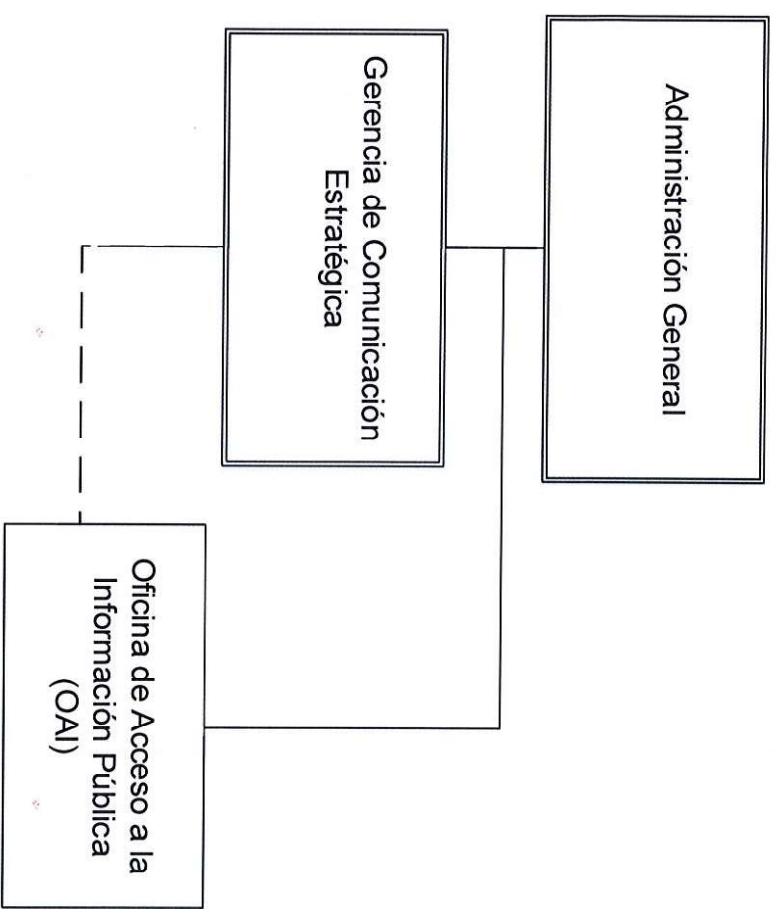 Administración General
Gerencia de Comunicación
Estratégica
Oficina de Acceso a la
Información Pública
(OAI)